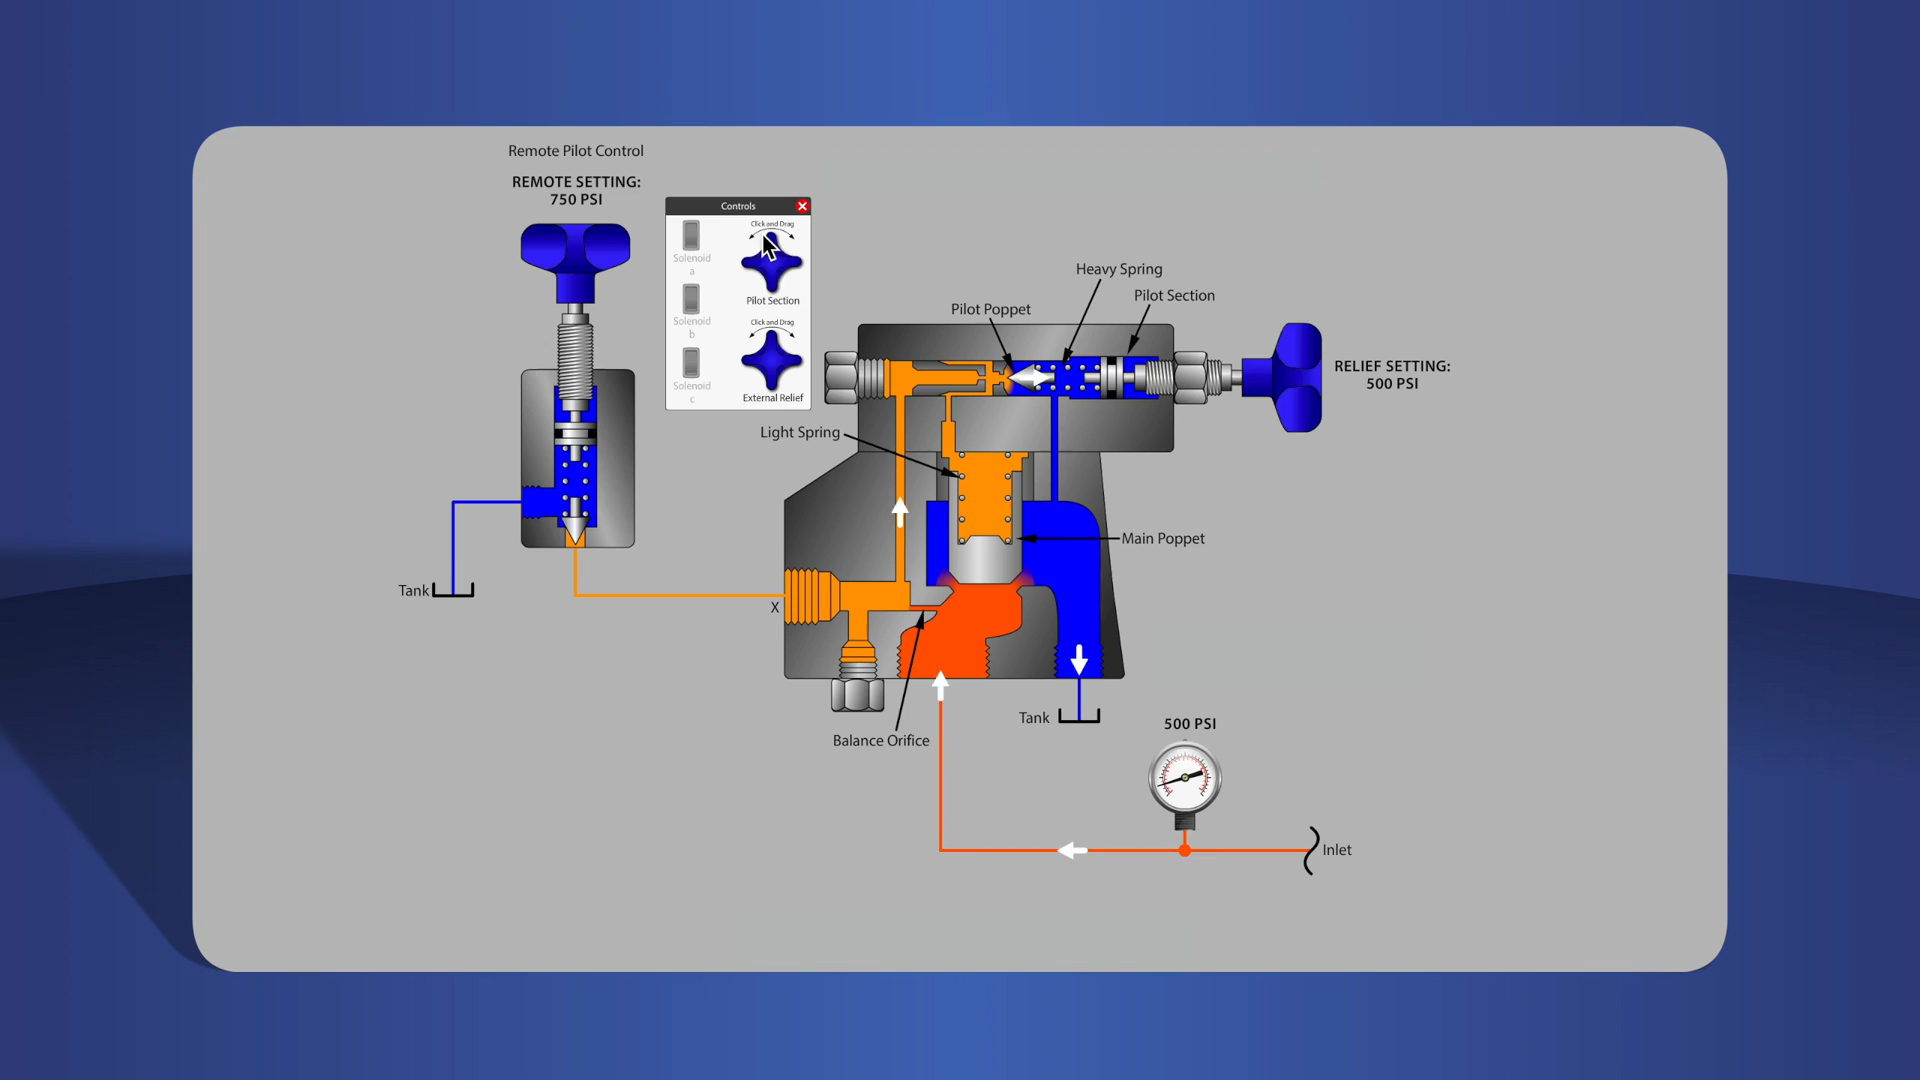 Remote Pilot Control
REMOTE SETTING:
750 PSI
Controls
Click and Drag
Solenoid
a
Pilot Section
Solenoid
b
Click and Drag
Solenoid
c
External Relief
Heavy Spring
Pilot Section
Pilot Poppet
RELIEF SETTING:
500 PSI
Light Spring
Main Poppet
Tank
X
Tank
500 PSI
Balance Orifice
Inlet